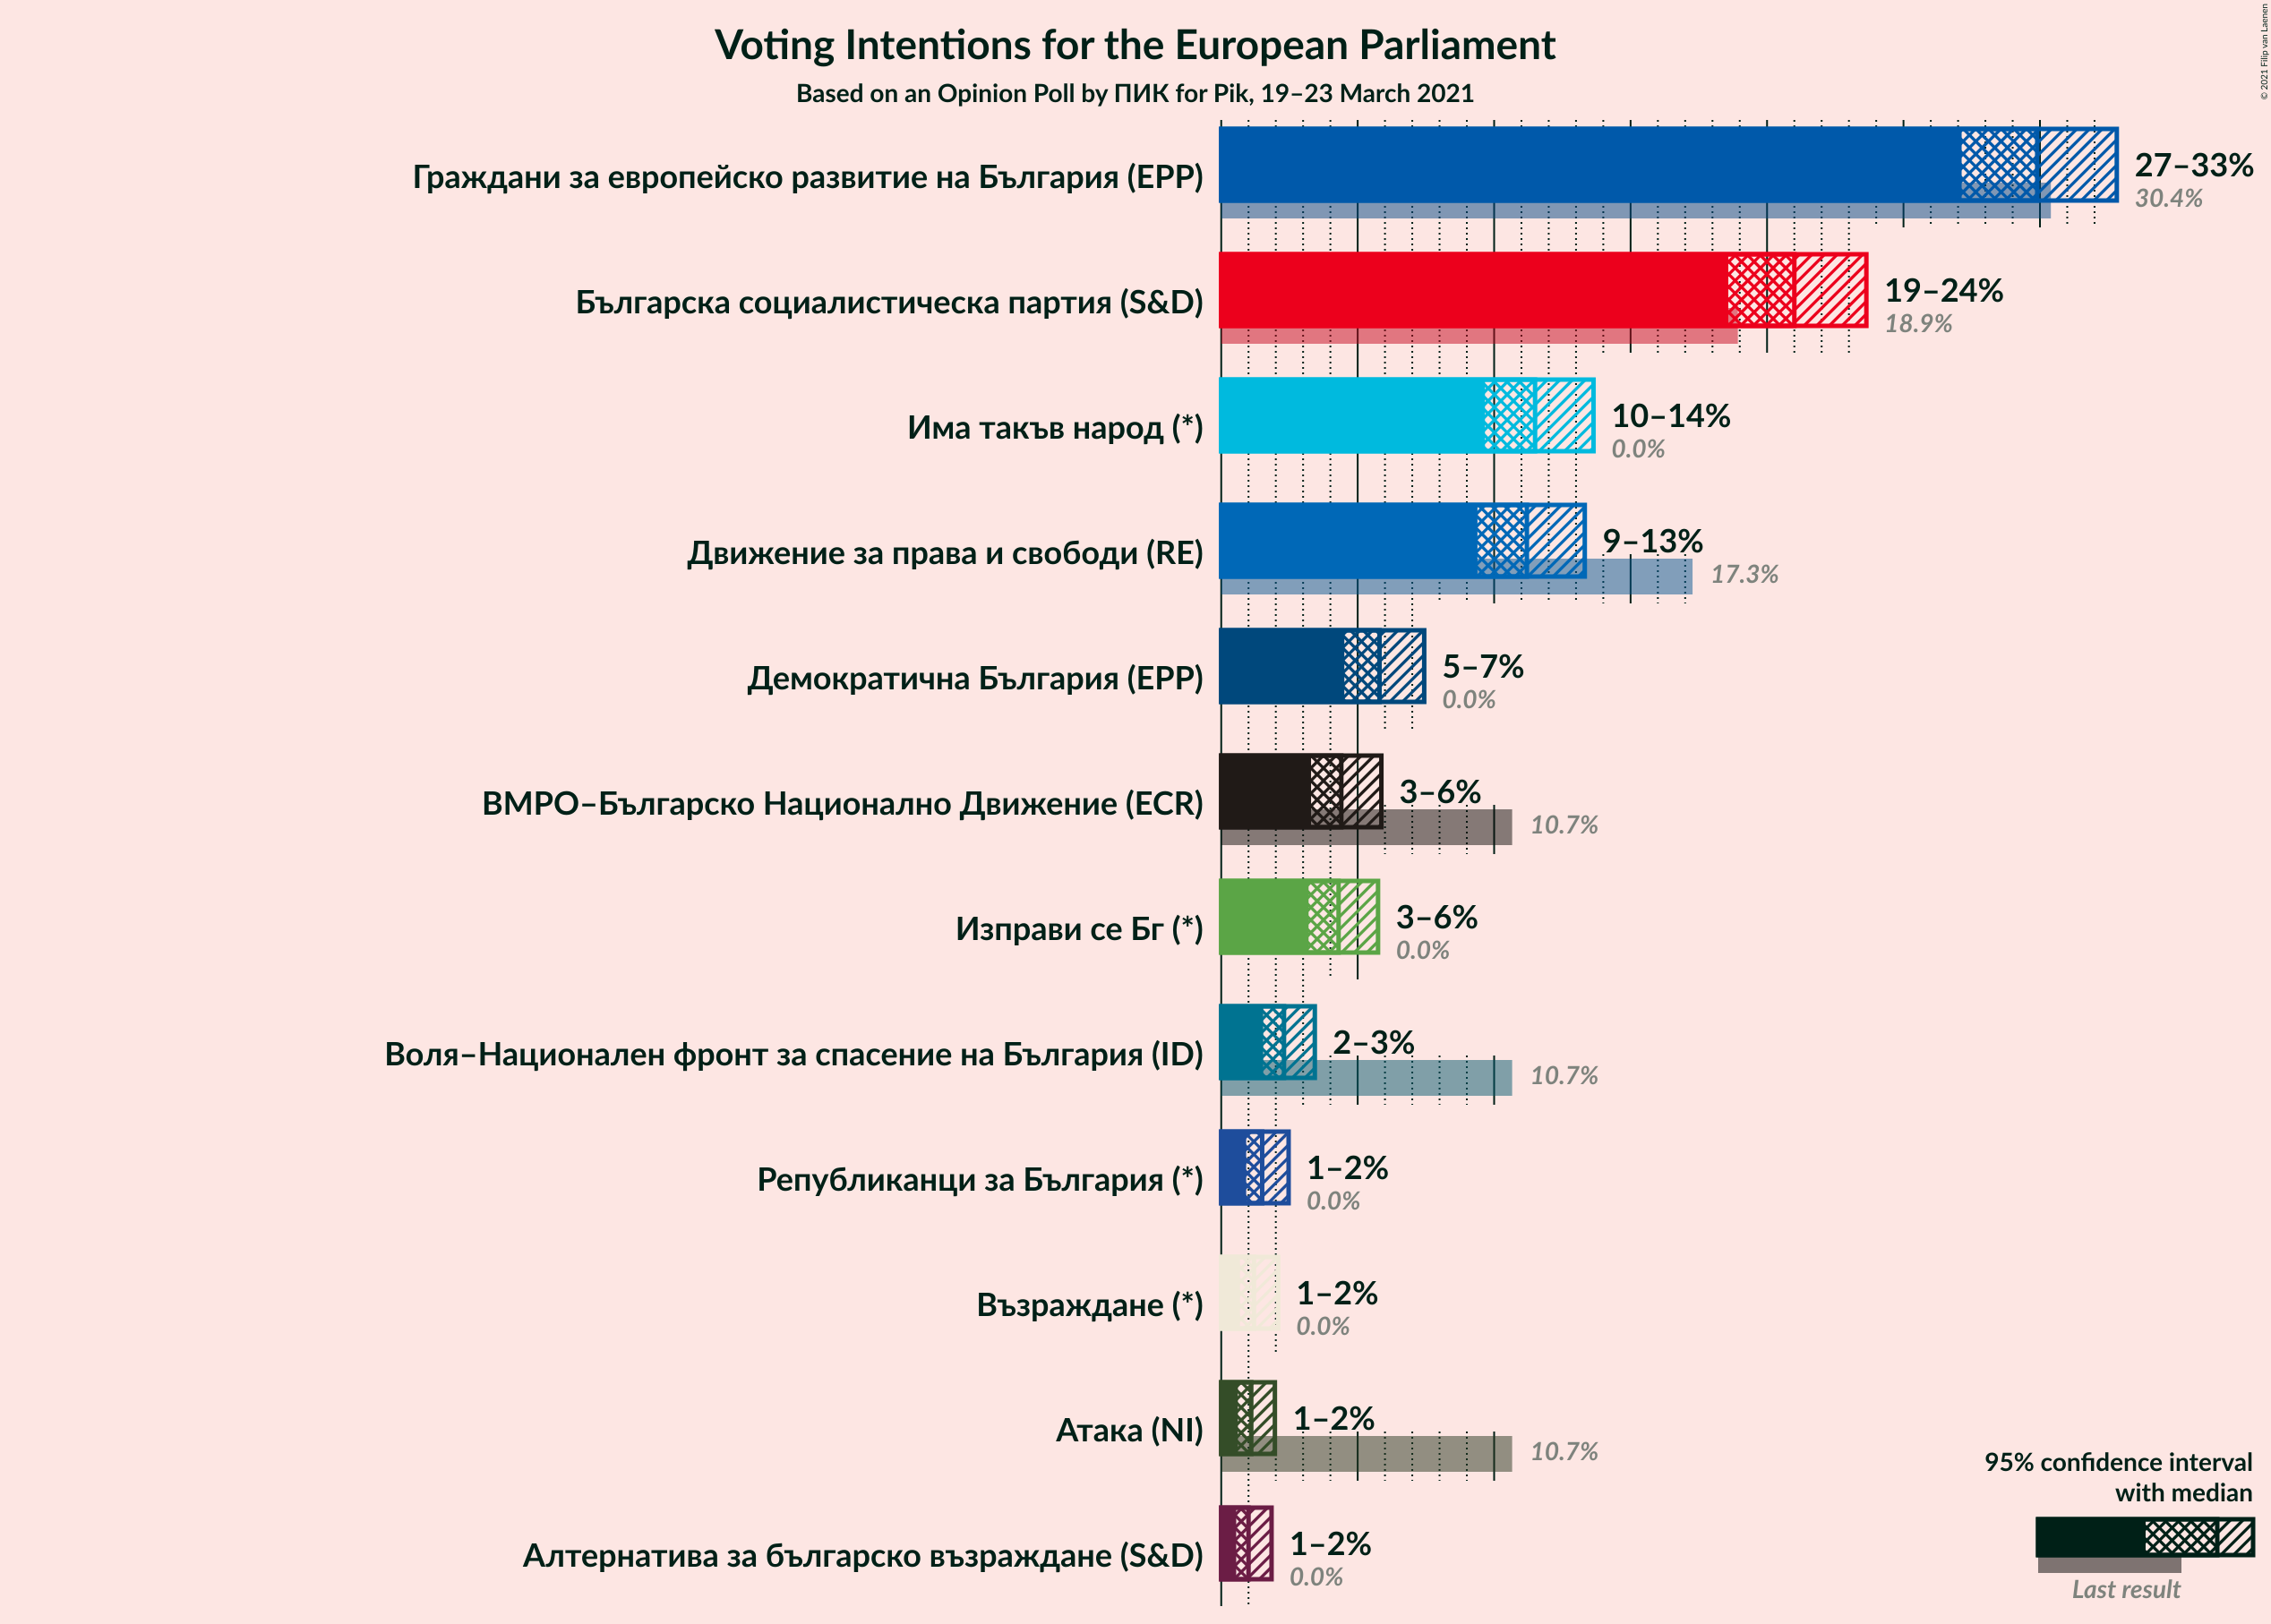 Voting Intentions for the European Parliament
Based on an Opinion Poll by ПИК for Pik, 19–23 March 2021
© 2021 Filip van Laenen
Граждани за европейско развитие на България (EPP)
27–33%
30.4%
Българска социалистическа партия (S&D)
19–24%
18.9%
Има такъв народ (*)
10–14%
0.0%
Движение за права и свободи (RE)
9–13%
17.3%
Демократична България (EPP)
5–7%
0.0%
ВМРО–Българско Национално Движение (ECR)
3–6%
10.7%
Изправи се Бг (*)
3–6%
0.0%
Воля–Национален фронт за спасение на България (ID)
2–3%
10.7%
Републиканци за България (*)
1–2%
0.0%
Възраждане (*)
1–2%
0.0%
Атака (NI)
1–2%
10.7%
Алтернатива за българско възраждане (S&D)
1–2%
0.0%
95% confidence interval
with median
Last result